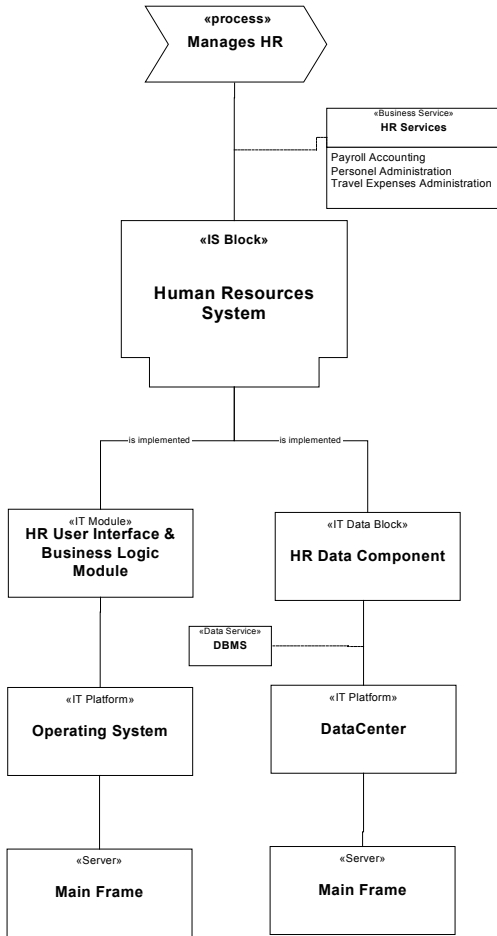 «process»
Manages HR
«Business Service»
HR Services
Payroll Accounting
Personel Administration
Travel Expenses Administration
«IS Block»
Human Resources
System
is implemented
is implemented
«IT Module»
HR User Interface &
Business Logic
Module
«IT Data Block»
HR Data Component
«Data Service»
DBMS
«IT Platform»
Operating System
«IT Platform»
DataCenter
«Server»
Main Frame
«Server»
Main Frame